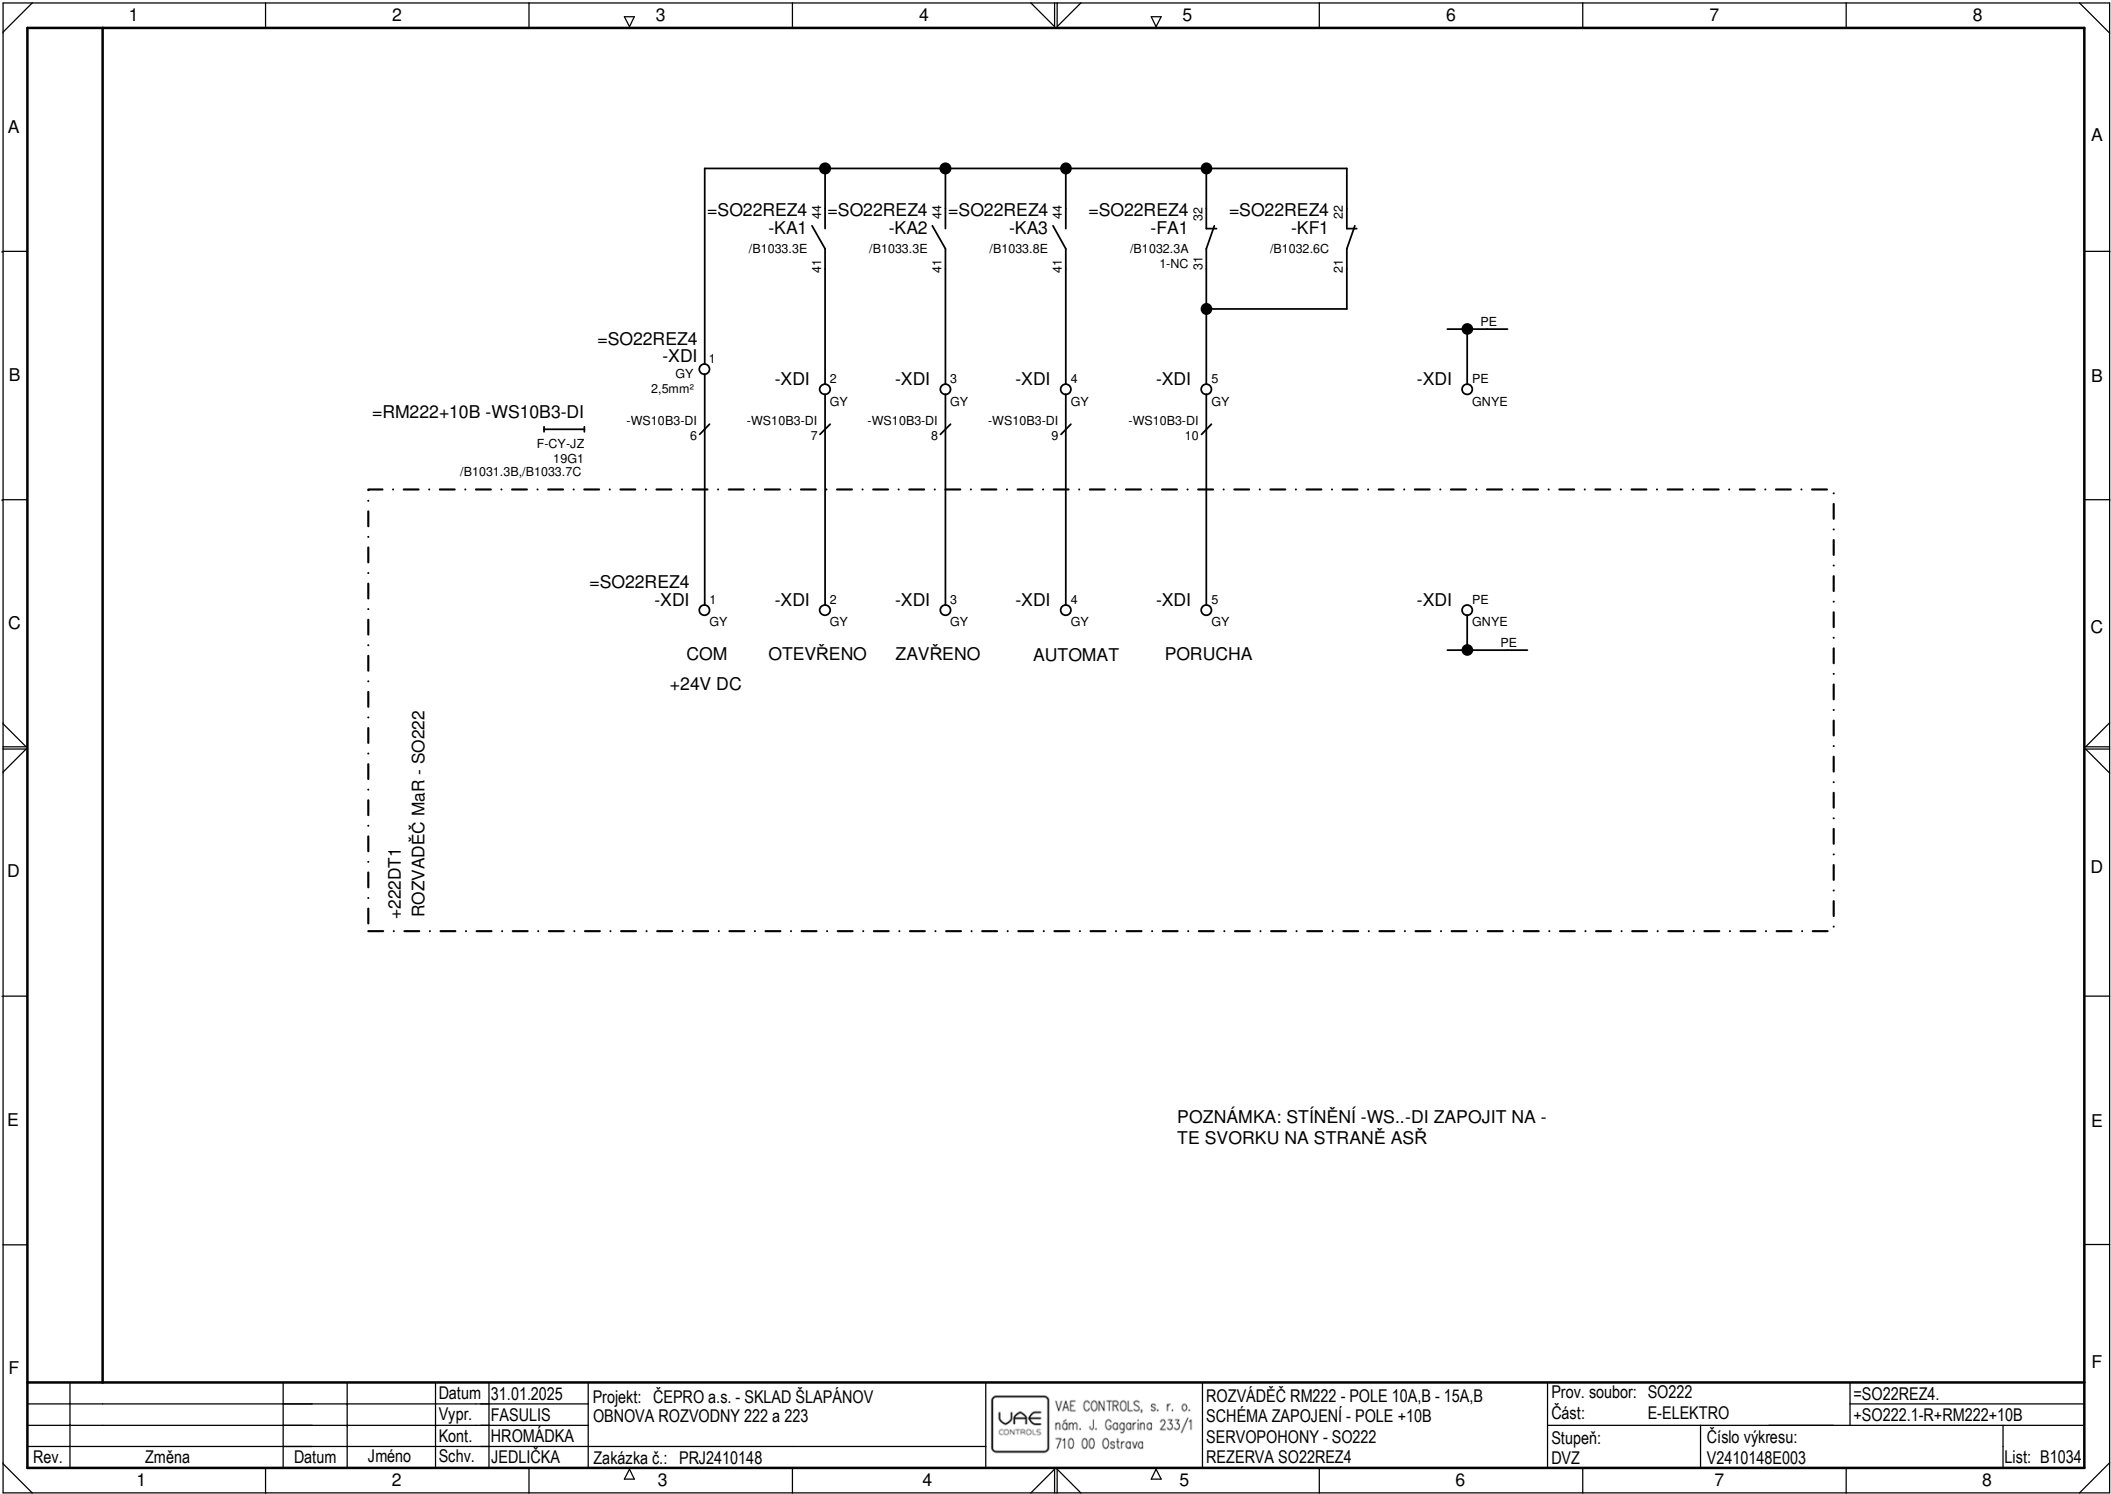 1 2 3 4 5 6 7 8
A A
=SO22REZ4 44 =SO22REZ4 44 =SO22REZ4 44 =SO22REZ4 32 =SO22REZ4 22
-KA1 -KA2 -KA3 -FA1 -KF1
/B1033.3E /B1033.3E /B1033.8E /B1032.3A /B1032.6C
41 41 41 1-NC 31 21
PE
=SO22REZ4
-XDI 1
GY
2,5mm²
-XDI 2 -XDI 3 -XDI 4 -XDI 5 -XDI PE
GY GY GY GY GNYE
B B
=RM222+10B -WS10B3-DI
-WS10B3-DI -WS10B3-DI -WS10B3-DI -WS10B3-DI -WS10B3-DI
6 7 8 9 10
F-CY-JZ
19G1
/B1031.3B,/B1033.7C
=SO22REZ4
-XDI 1 -XDI 2 -XDI 3 -XDI 4 -XDI 5 -XDI PE
GY GY GY GY GY GNYE
C C
PE
COM OTEVŘENO ZAVŘENO AUTOMAT PORUCHA
+24V DC
+222DT1
ROZVADĚČ MaR - SO222
D D
E E
POZNÁMKA: STÍNĚNÍ -WS..-DI ZAPOJIT NA -
TE SVORKU NA STRANĚ ASŘ
F F
Datum 31.01.2025
Vypr. FASULIS
Kont. HROMÁDKA
Rev. Změna Datum Jméno Schv. JEDLIČKA
Projekt: ČEPRO a.s. - SKLAD ŠLAPÁNOV
OBNOVA ROZVODNY 222 a 223
Zakázka č.: PRJ2410148
UAE
CONTROLS
VAE CONTROLS, s. r. o.
nám. J. Gagarina 233/1
710 00 Ostrava
ROZVÁDĚČ RM222 - POLE 10A,B - 15A,B
SCHÉMA ZAPOJENÍ - POLE +10B
SERVOPOHONY - SO222
REZERVA SO22REZ4
Prov. soubor: SO222
Část: E-ELEKTRO
Stupeň:
DVZ
Číslo výkresu:
V2410148E003
=SO22REZ4.
+SO222.1-R+RM222+10B
List: B1034
1 2 3 4 5 6 7 8